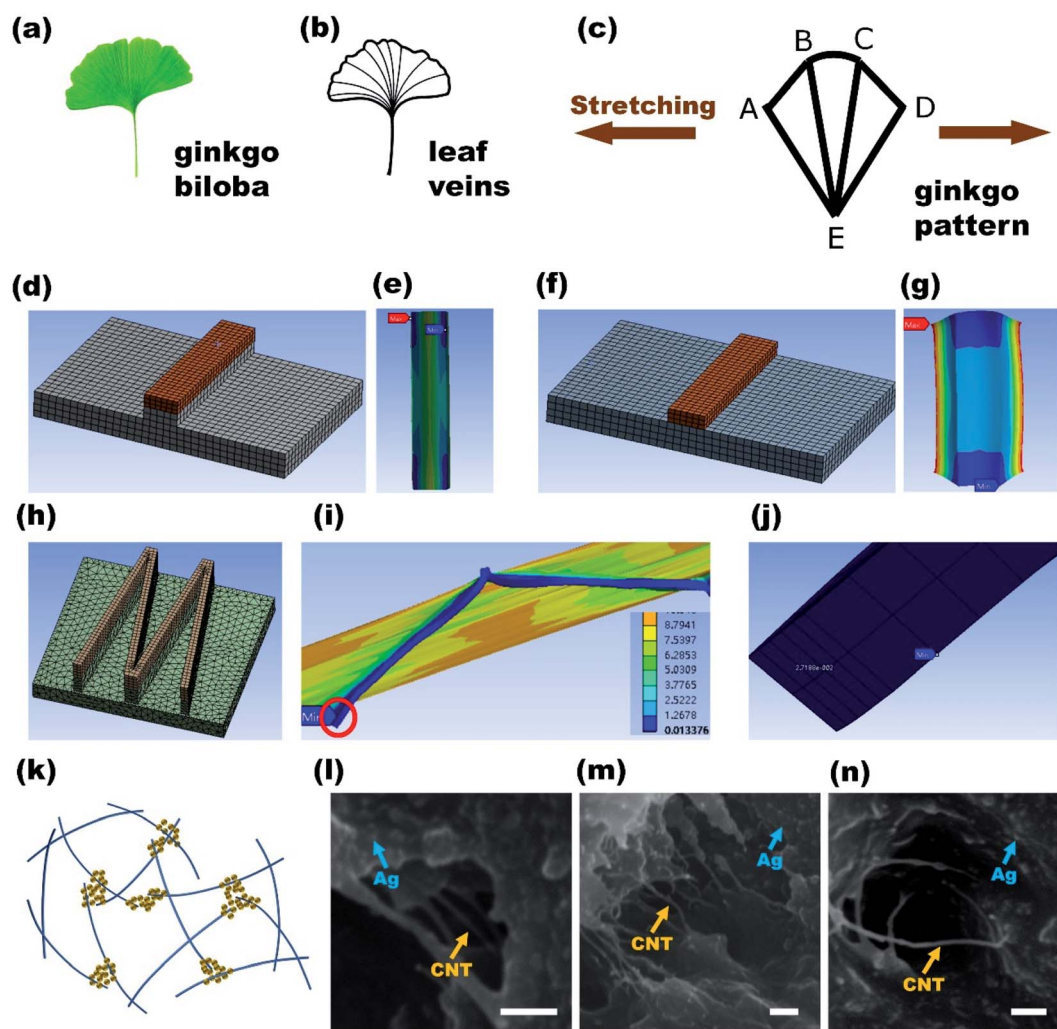 (a)
ginkgo
biloba
(b)
leaf
veins
(c)
Stretching
A
B
C
D
E
ginkgo
pattern
(d)
(e)
Max
Min
(f)
(g)
Max
Min
(h)
(i)
Min
8.7941
7.5397
6.2853
5.0309
3.7765
2.5222
1.2678
0.013376
(j)
Min
2.7188e-002
(k)
(l)
Ag
CNT
(m)
Ag
CNT
(n)
Ag
CNT